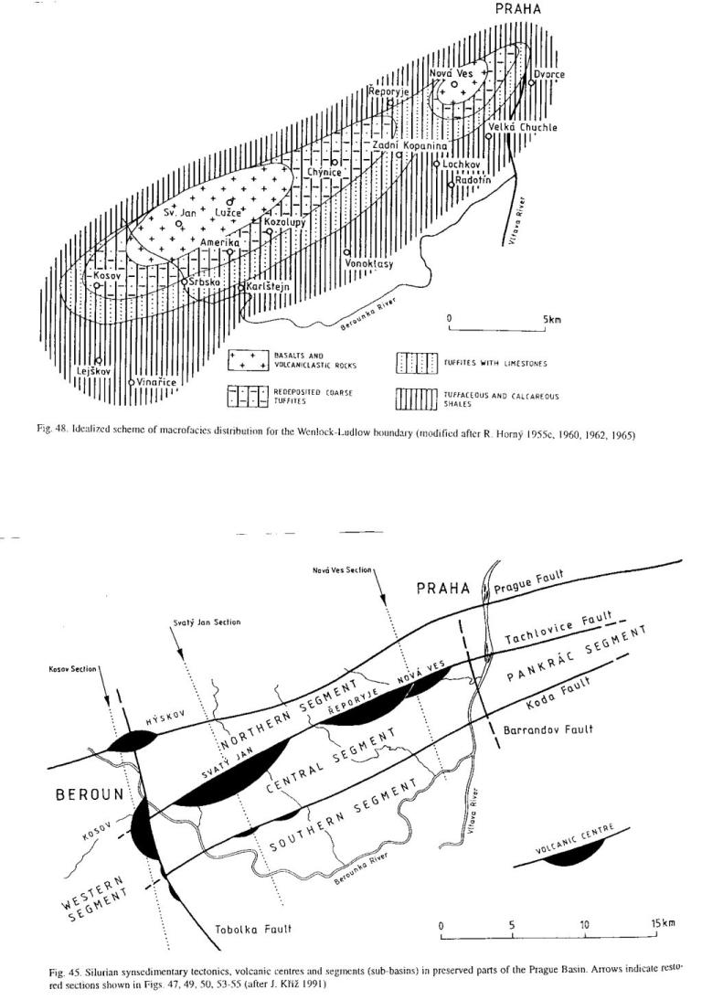 PRAHA
Nová Ves
Dvorce
Řeporyje
Velká Chuchle
Zadní Kopanina
Lochkov
Chýnice
Radotín
Sv. Jan
Lužce
Kozolupy
Vltava River
Amerika
Vonoklasy
Kosov
Srbsko
Karlštejn
Berounka River
0
5km
Lejškov
Vinařice
BASALTS AND
VOLCANICLASTIC ROCKS
TUFFITES WITH LIMESTONES
REDEPOSITED COARSE
TUFFITES
TUFFACEOUS AND CALCAREOUS
SHALES
Fig. 48. Idealized scheme of macrofacies distribution for the Wenlock-Ludlow boundary (modified after R. Horný 1955c, 1960, 1962, 1965)
Nová Ves Section
PRAHA
Prague Fault
Svatý Jan Section
Tachlovice Fault
PANKRÁC SEGMENT
Kosov Section
NOVÁ VES
ŘEPORYJE
Koda Fault
HÝSKOV
NORTHERN SEGMENT
Barrandov Fault
SVATÝ JAN
CENTRAL SEGMENT
BEROUN
SOUTHERN SEGMENT
KOSOV
Vltava River
VOLCANIC CENTRE
Berounka River
WESTERN
SEGMENT
Tobolka Fault
0
5
10
15km
Fig. 45. Silurian synsedimentary tectonics, volcanic centres and segments (sub-basins) in preserved parts of the Prague Basin. Arrows indicate resto-
red sections shown in Figs. 47, 49, 50, 53-55 (after J. Kříž 1991)